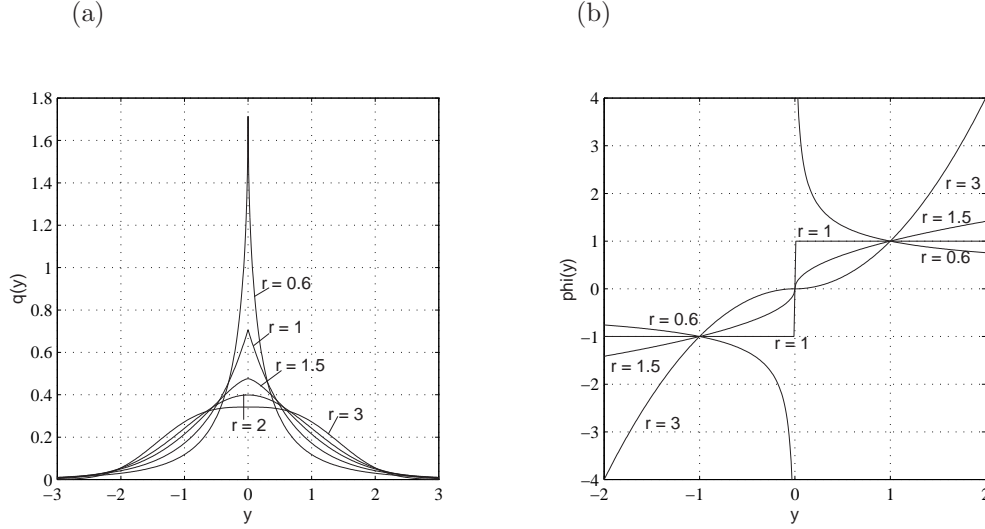 (a)
1.8
1.6
1.4
1.2
1
0.8
0.6
0.4
0.2
0
q(y)
r = 0.6
r = 1
r = 1.5
r = 3
r = 2
−3
−2
−1
0
1
2
3
y
(b)
4
3
2
1
0
−1
−2
−3
−4
phi(y)
r = 3
r = 1.5
r = 1
r = 0.6
r = 0.6
r = 1
r = 1.5
r = 3
−2
−1
0
1
2
y